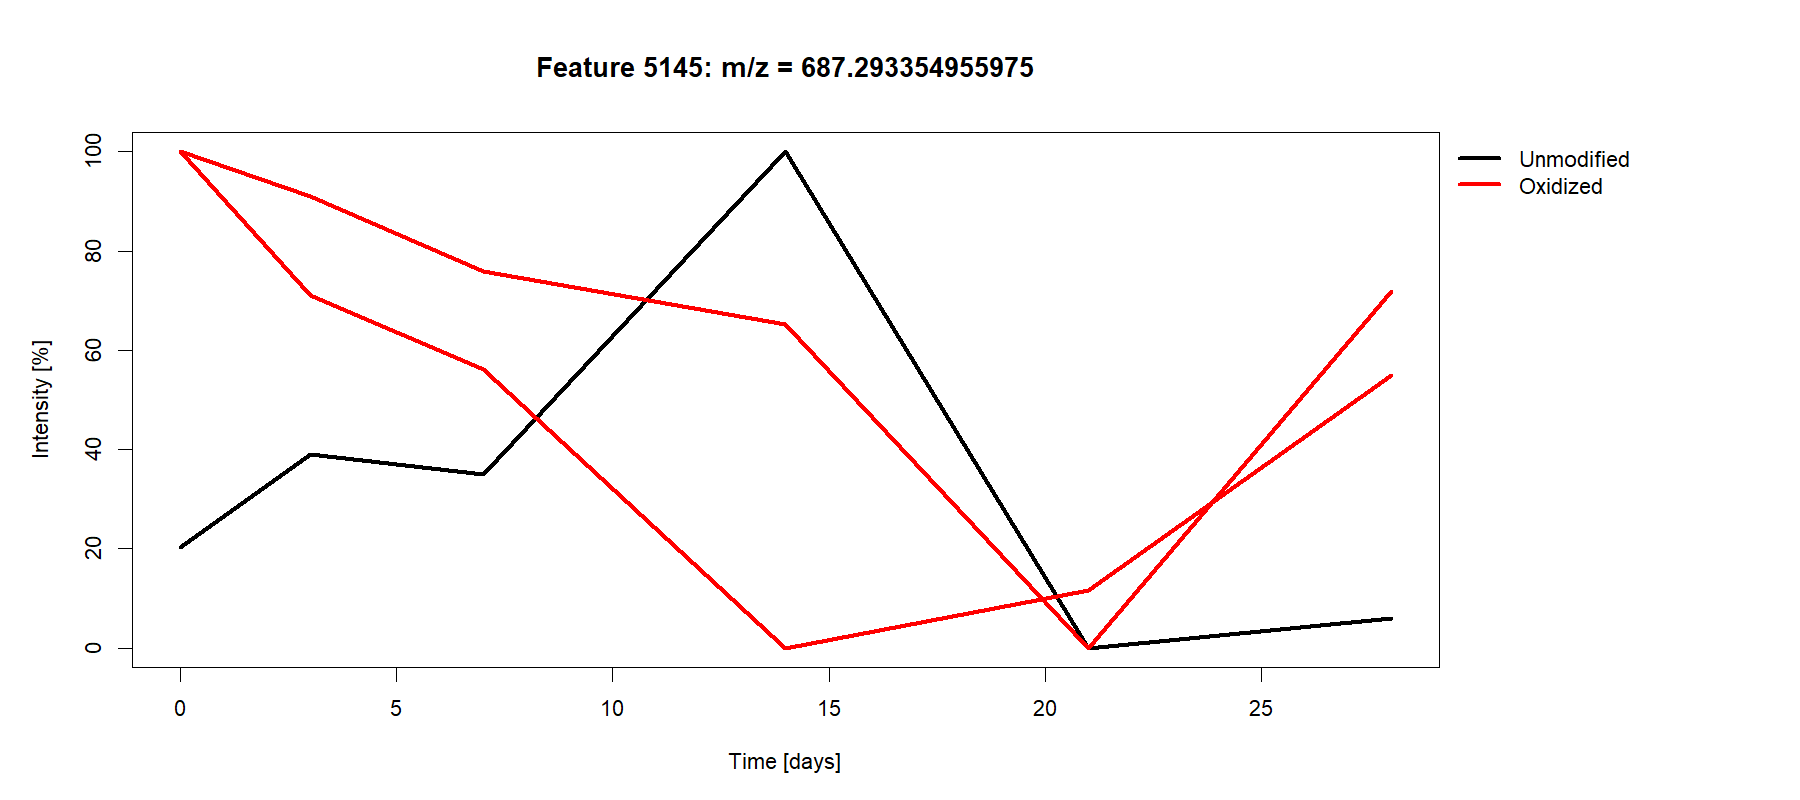 Feature 5145: m/z = 687.293354955975
Unmodified
Oxidized
Intensity [%]
100
80
60
40
20
0
0 5 10 15 20 25
Time [days]